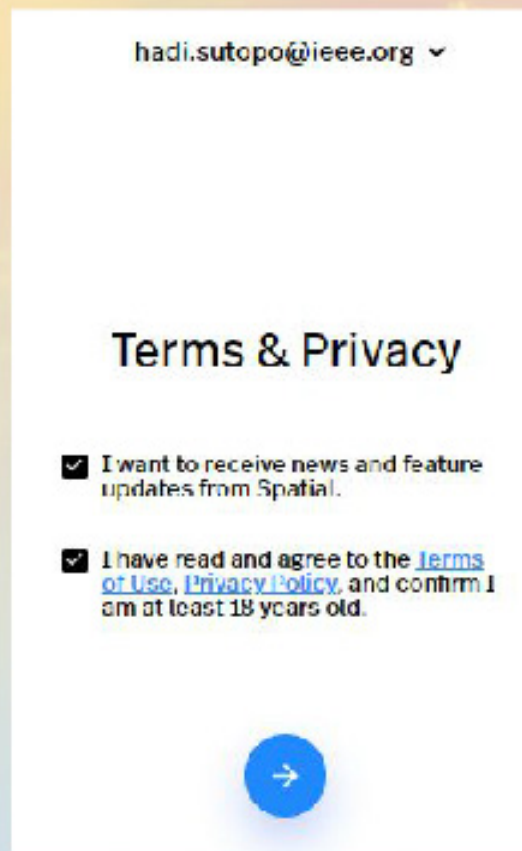 hadi.sutopo@ieee.org
Terms & Privacy
I want to receive news and feature
updates from Spatial.
I have read and agree to the Terms
of Use, Privacy Policy, and confirm I
am at least 18 years old.